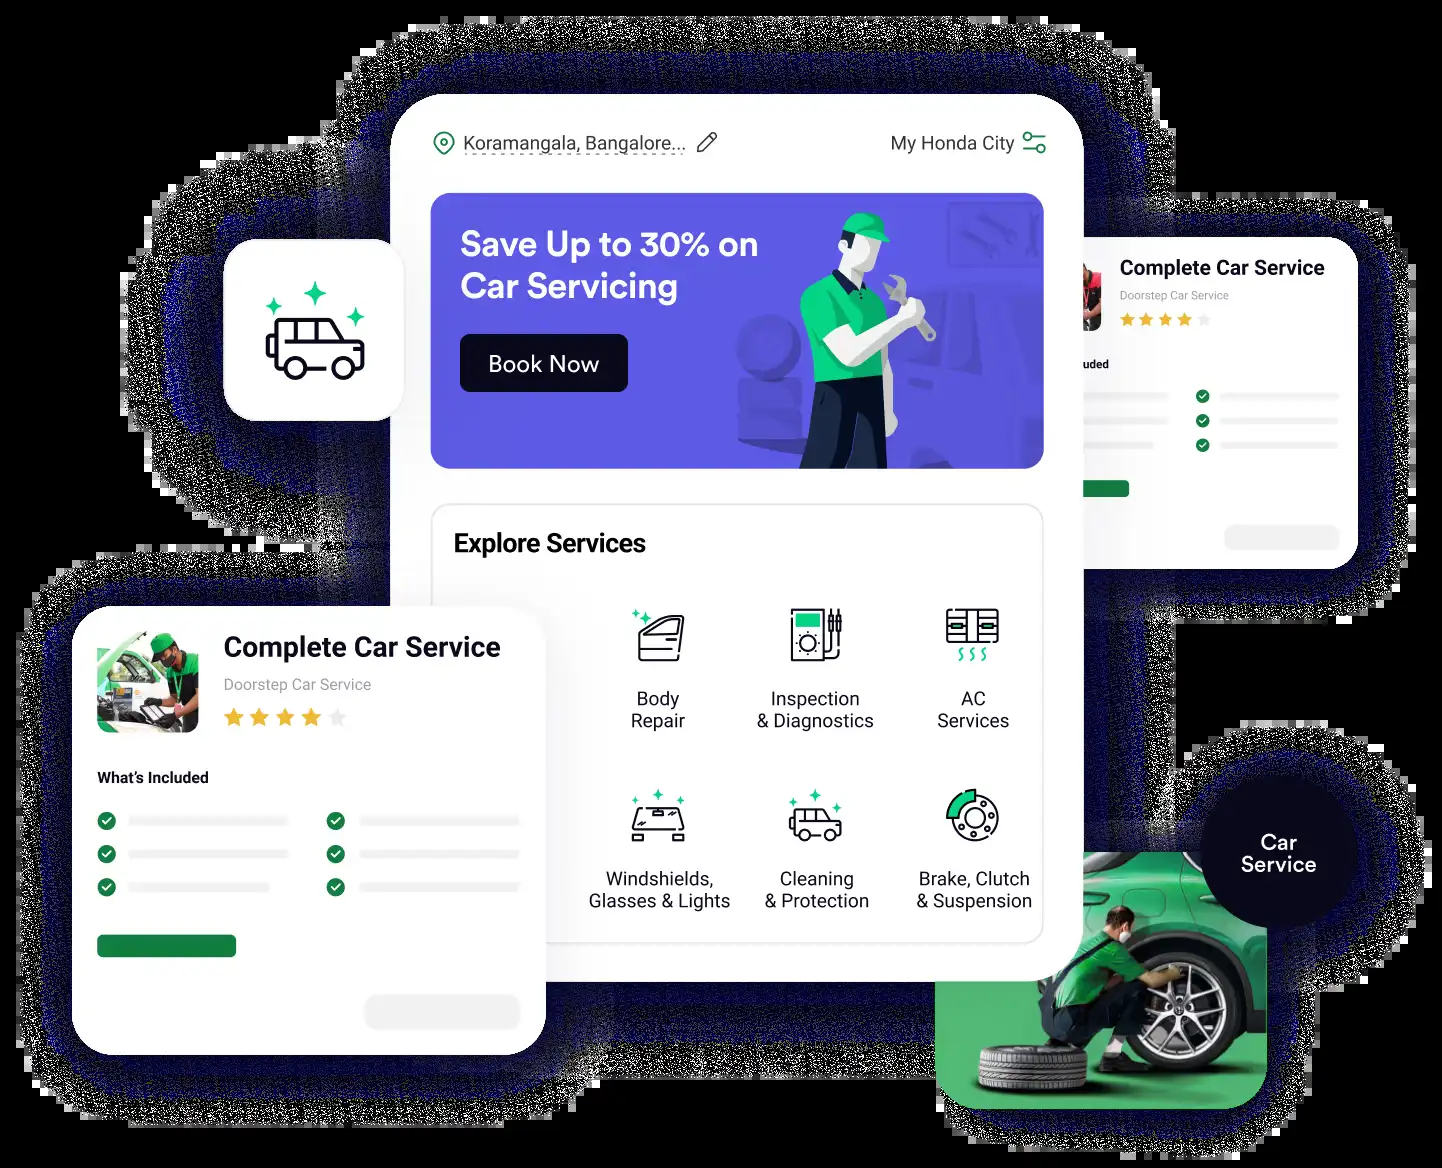 Koramangala, Bangalore...
My Honda City
Save Up to 30% on
Car Servicing
Book Now
Complete Car Service
Doorstep Car Service
uded
Explore Services
Body
Repair
Inspection
& Diagnostics
AC
Services
Windshields,
Glasses & Lights
Cleaning
& Protection
Brake, Clutch
& Suspension
Complete Car Service
Doorstep Car Service
What's Included
Car
Service